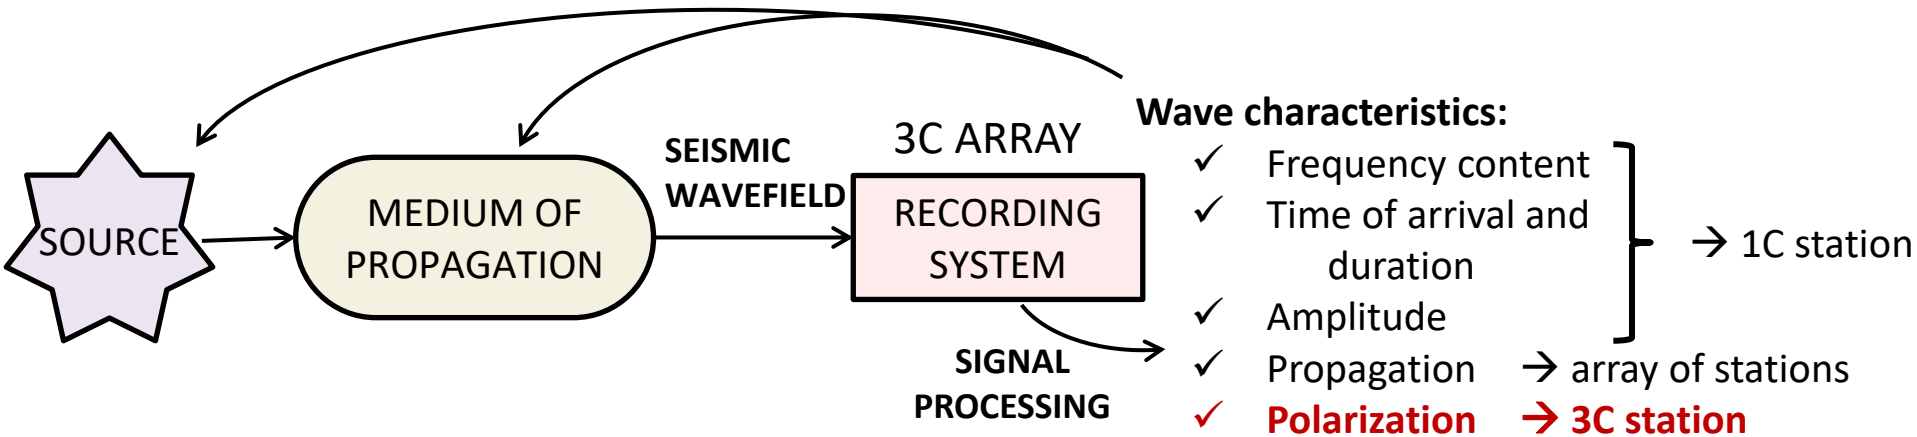 SOURCE
MEDIUM OF
PROPAGATION
SEISMIC
WAVEFIELD
3C ARRAY
RECORDING
SYSTEM
SIGNAL
PROCESSING
Wave characteristics:
✓ Frequency content
✓ Time of arrival and
duration
✓ Amplitude
→ 1C station
✓ Propagation → array of stations
✓ Polarization → 3C station